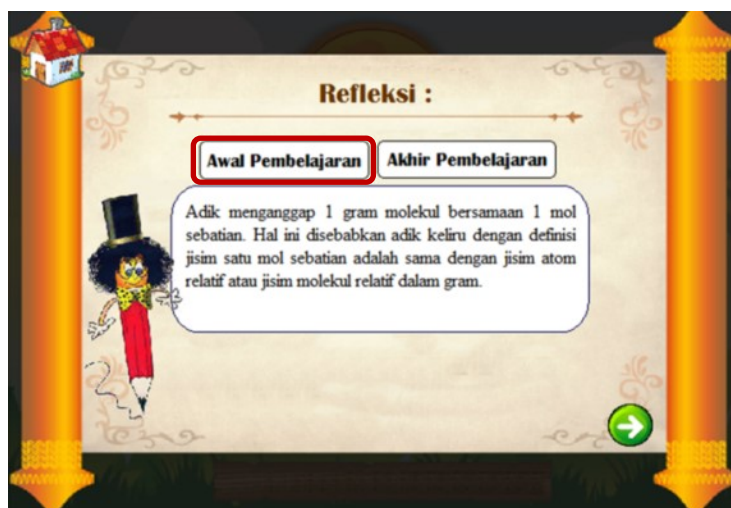 Refleksi :
Awal Pembelajaran
Akhir Pembelajaran
Adik menganggap 1 gram molekul bersamaan 1 mol
sebatian. Hal ini disebabkan adik keliru dengan definisi
jisim satu mol sebatian adalah sama dengan jisim atom
relatif atau jisim molekul relatif dalam gram.